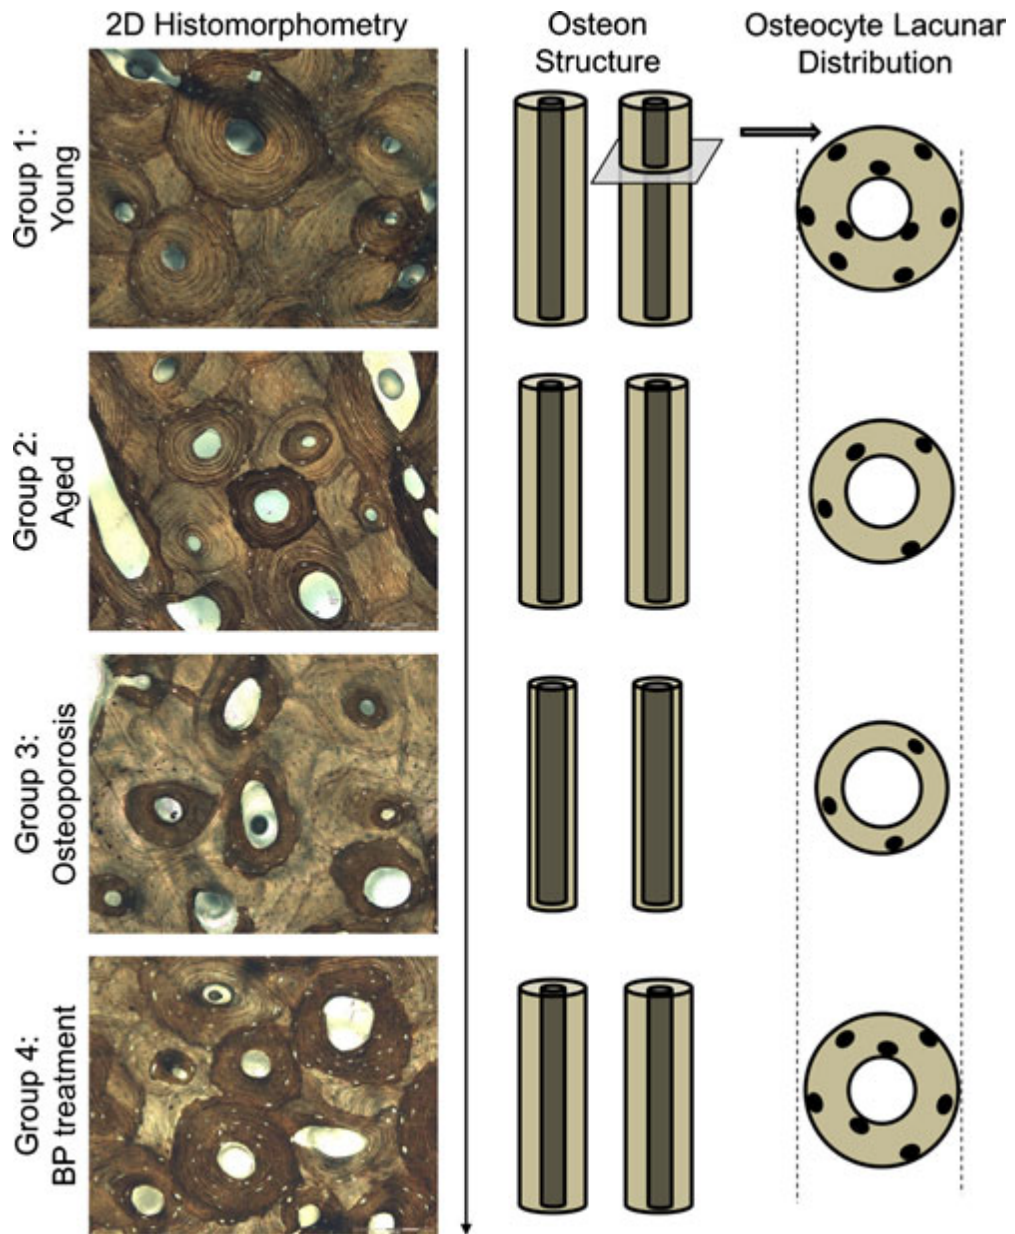 2D Histomorphometry
Osteon
Structure
Osteocyte Lacunar
Distribution
Group 1:
Young
Group 2:
Aged
Group 3:
Osteoporosis
Group 4:
BP treatment